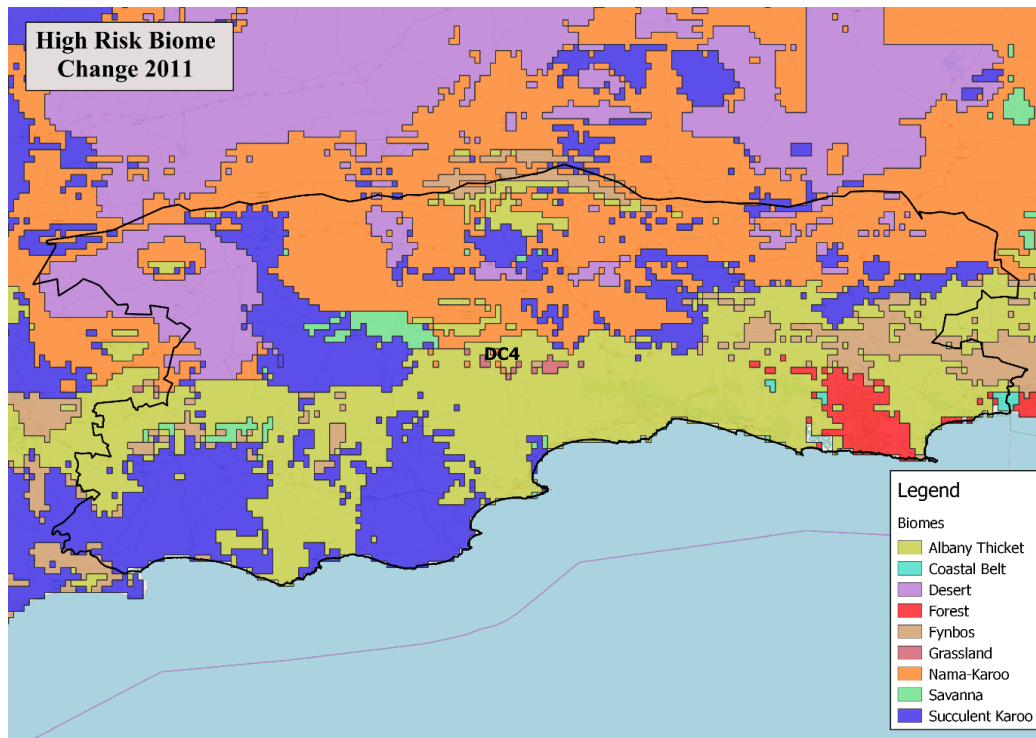 High Risk Biome
Change 2011
DC4
Legend
Biomes
Albany Thicket
Coastal Belt
Desert
Forest
Fynbos
Grassland
Nama-Karoo
Savanna
Succulent Karoo